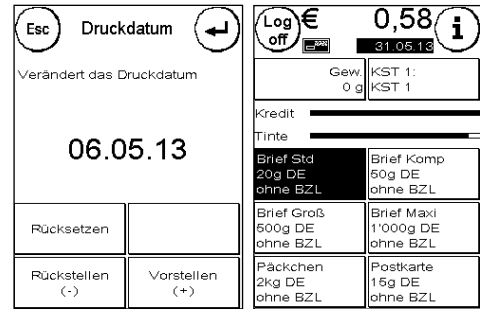 Esc Druckdatum
Verändert das Druckdatum
06.05.13
Rücksetzen
Rückstellen
(-)
Vorstellen
(+)
Log
off
€ 0,58
i
31.05.13
Gew.
0 g
KST 1:
KST 1
Kredit
Tinte
Brief Std
20g DE
ohne BZL
Brief Komp
50g DE
ohne BZL
Brief Groß
500g DE
ohne BZL
Brief Maxi
1'000g DE
ohne BZL
Päckchen
2kg DE
ohne BZL
Postkarte
15g DE
ohne BZL